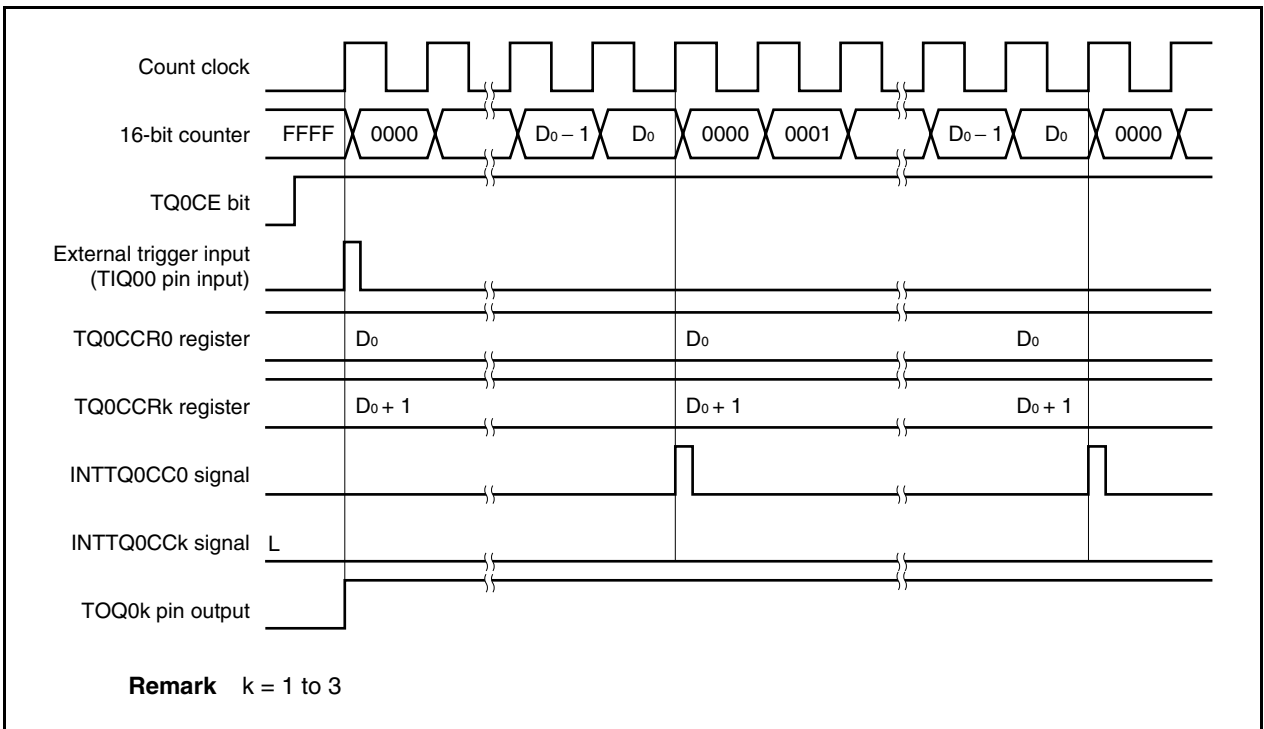 Count clock
16-bit counter FFFF 0000 D₀ – 1 D₀ 0000 0001 D₀ – 1 D₀ 0000
TQ0CE bit
External trigger input
(TIQ00 pin input)
TQ0CCR0 register D₀ D₀ D₀
TQ0CCRk register D₀ + 1 D₀ + 1 D₀ + 1
INTTQ0CC0 signal
INTTQ0CCk signal L
TOQ0k pin output
Remark k = 1 to 3